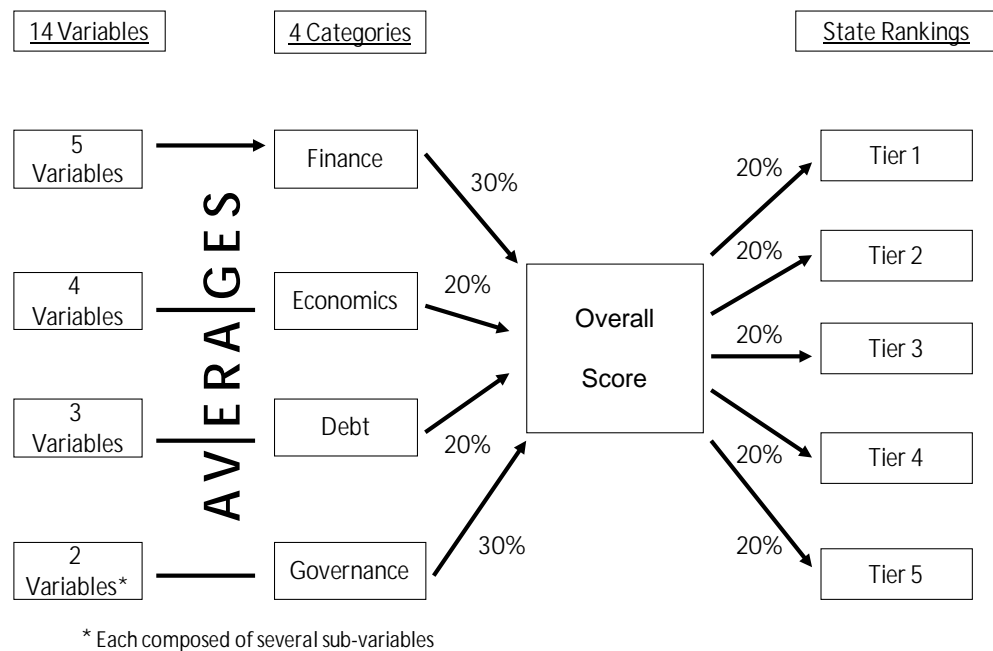 14 Variables
4 Categories
State Rankings
5
Variables
Finance
30%
20%
Tier 1
4
Variables
Economics
20%
20%
Tier 2
AVERAGES
Overall
Score
20%
Tier 3
3
Variables
Debt
20%
20%
Tier 4
2
Variables*
Governance
30%
20%
Tier 5
* Each composed of several sub-variables